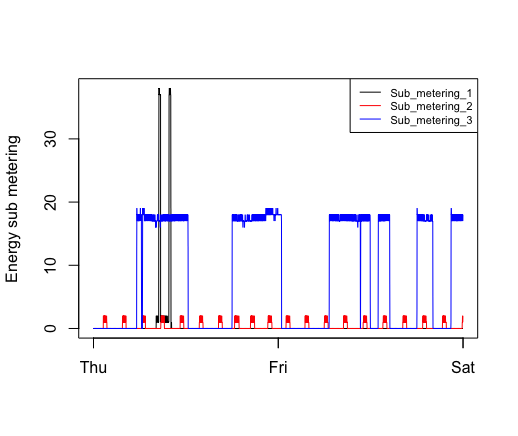 Sub_metering_1
Sub_metering_2
Sub_metering_3
Energy sub metering
30
20
10
0
Thu
Fri
Sat